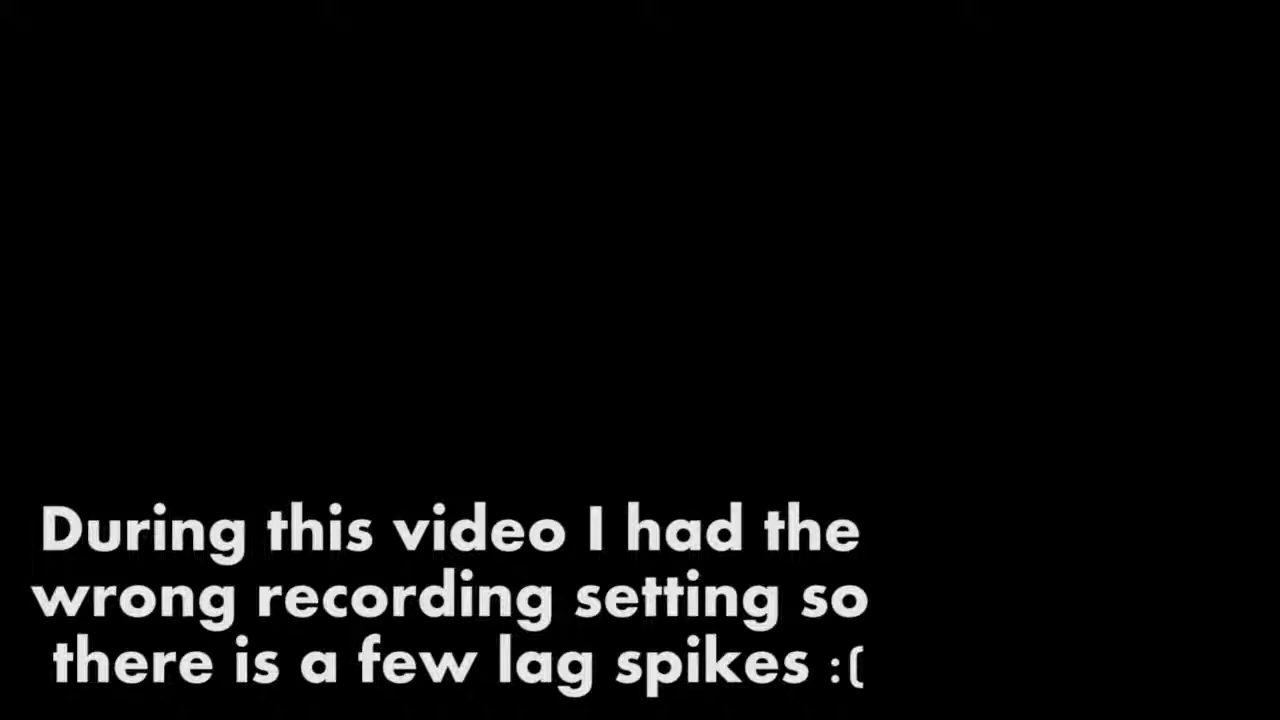 During this video I had the
wrong recording setting so
there is a few lag spikes :(